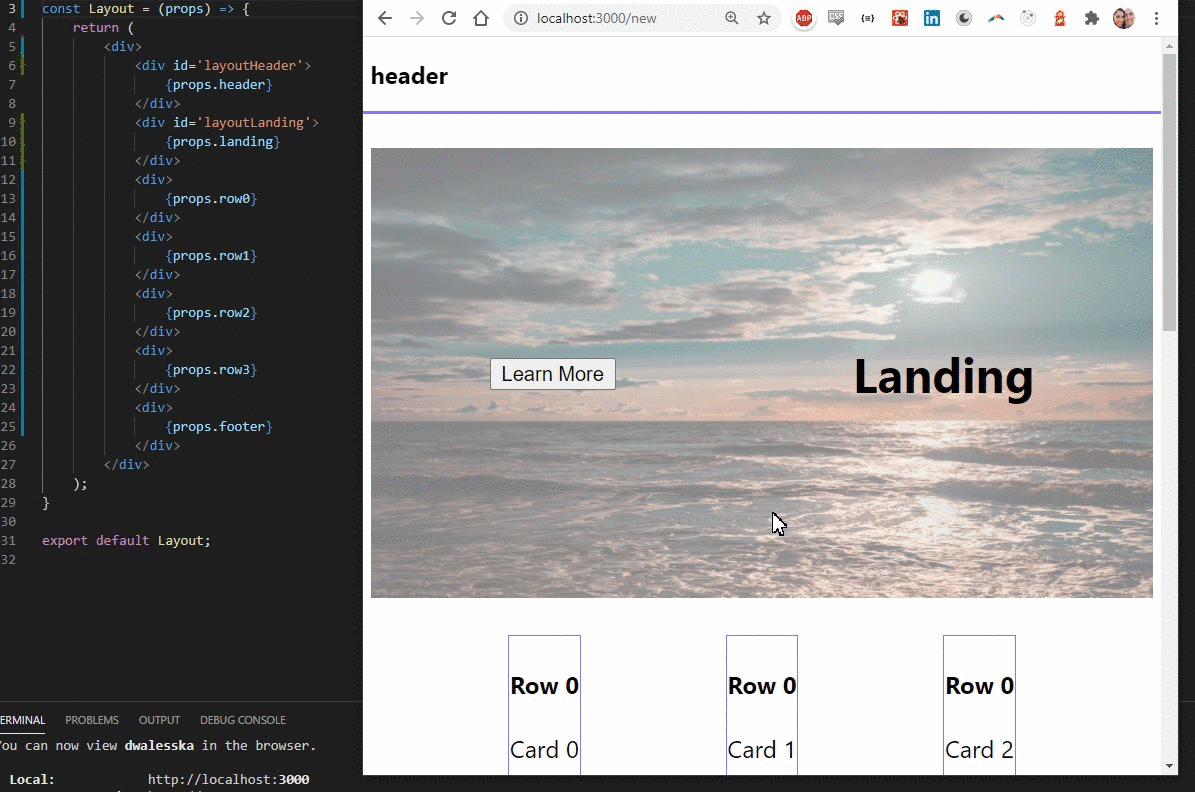 3 const Layout = (props) => {
4 return (
5 <div>
6 <div id='layoutHeader'>
7 {props.header}
8 </div>
9 <div id='layoutLanding'>
10 {props.landing}
11 </div>
12 <div>
13 {props.row0}
14 </div>
15 <div>
16 {props.row1}
17 </div>
18 <div>
19 {props.row2}
20 </div>
21 <div>
22 {props.row3}
23 </div>
24 <div>
25 {props.footer}
26 </div>
27 </div>
28 );
29 }
30
31 export default Layout;
32
ERMINAL PROBLEMS OUTPUT DEBUG CONSOLE
ou can now view dwalesska in the browser.
Local: http://localhost:3000
localhost:3000/new
ABP
in
header
Learn More
Landing
Row 0 Row 0 Row 0
Card 0 Card 1 Card 2